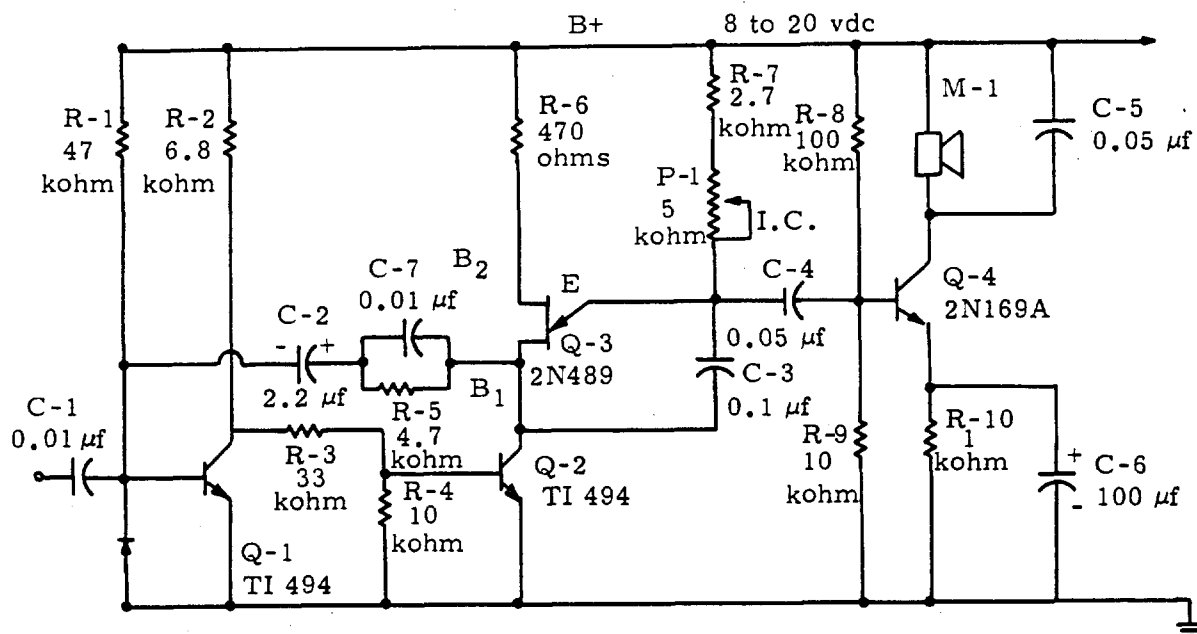 B+
8 to 20 vdc
R-1
47
kohm
R-2
6.8
kohm
R-6
470
ohms
R-7
2.7
kohm
R-8
100
kohm
M-1
C-5
0.05 µf
P-1
5
kohm
I.C.
B2
C-7
0.01 µf
E
C-4
0.05 µf
Q-4
2N169A
C-2
- +
2.2 µf
Q-3
2N489
C-3
0.1 µf
B1
C-1
0.01 µf
R-5
4.7
kohm
R-3
33
kohm
R-4
10
kohm
Q-2
TI 494
R-9
10
kohm
R-10
1
kohm
+
C-6
-
100 µf
Q-1
TI 494